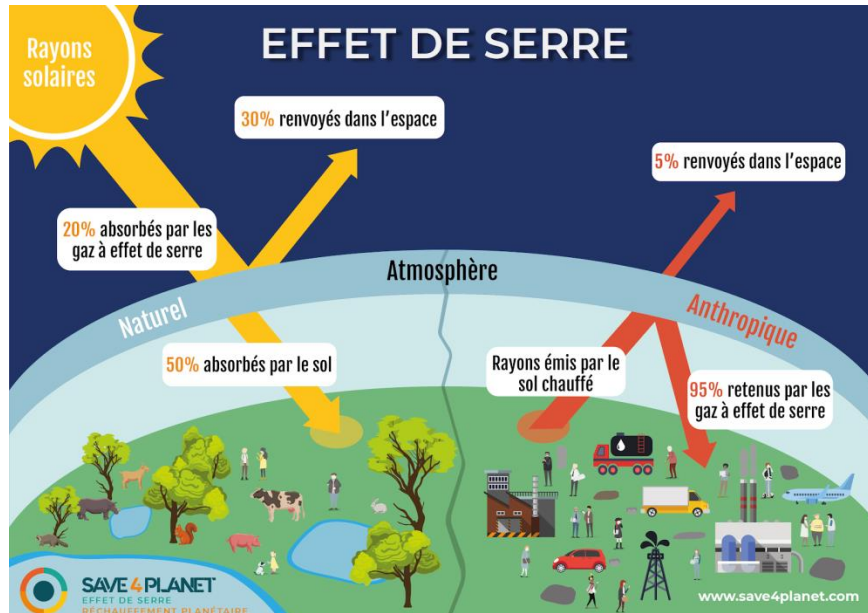 EFFET DE SERRE
Rayons
solaires
30% renvoyés dans l'espace
5% renvoyés dans l'espace
20% absorbés par les
gaz à effet de serre
Atmosphère
Naturel
Anthropique
50% absorbés par le sol
Rayons émis par le
sol chauffé
95% retenus par les
gaz à effet de serre
SAVE4PLANET
EFFET DE SERRE
RÉCHAUFFEMENT PLANÉTAIRE
www.save4planet.com